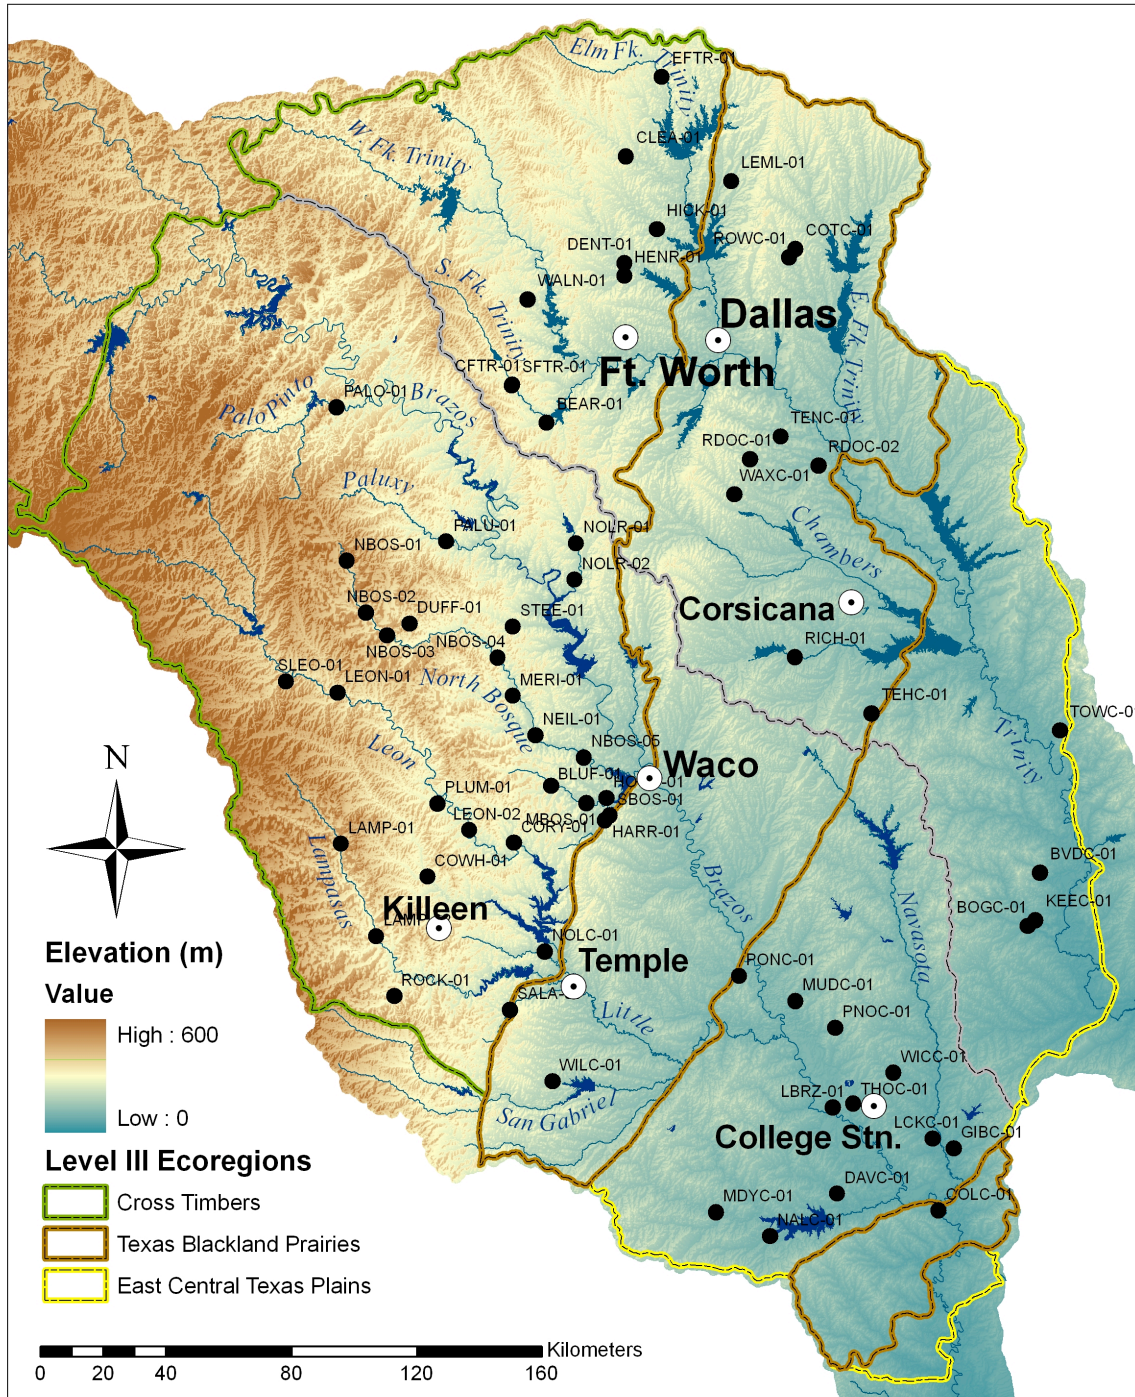 Elm Fk.
Trinity
EFTR-01
CLEA-01
W. Fk. Trinity
LEML-01
HICK-01
COTC-01
ROWC-01
DENT-01
HENR-01
WALN-01
S. Fk. Trinity
E. Fk Trinity
Dallas
Ft. Worth
CFTR-01
SFTR-01
PALO-01
Palo Pinto
Brazos
BEAR-01
TENC-01
RDOC-01
RDOC-02
WAXC-01
Paluxy
PALU-01
NOLR-01
Chambers
NBOS-01
NOLR-02
NBOS-02
DUFF-01
STEE-01
Corsicana
NBOS-03
NBOS-04
RICH-01
SLEO-01
LEON-01
North Bosque
MERI-01
TEHC-01
TOWC-01
NEIL-01
Trinity
Leon
NBOS-05
Waco
N
BLUF-01
PLUM-01
SBOS-01
LEON-02
MBOS-01
CORY-01
HARR-01
LAMP-01
Lampasas
COWH-01
Brazos
BVDC-01
Killeen
Navasota
BOGC-01
KEEC-01
NOLC-01
Temple
PONC-01
Elevation (m)
Value
ROCK-01
SALA-
Little
MUDC-01
PNOC-01
High : 600
WILC-01
WICC-01
LBRZ-01
THOC-01
San Gabriel
Low : 0
College Stn.
LCKC-01
GIBC-01
Level III Ecoregions
DAVC-01
MDYC-01
COLC-01
Cross Timbers
NALC-01
Texas Blackland Prairies
East Central Texas Plains
Kilometers
0 20 40 80 120 160